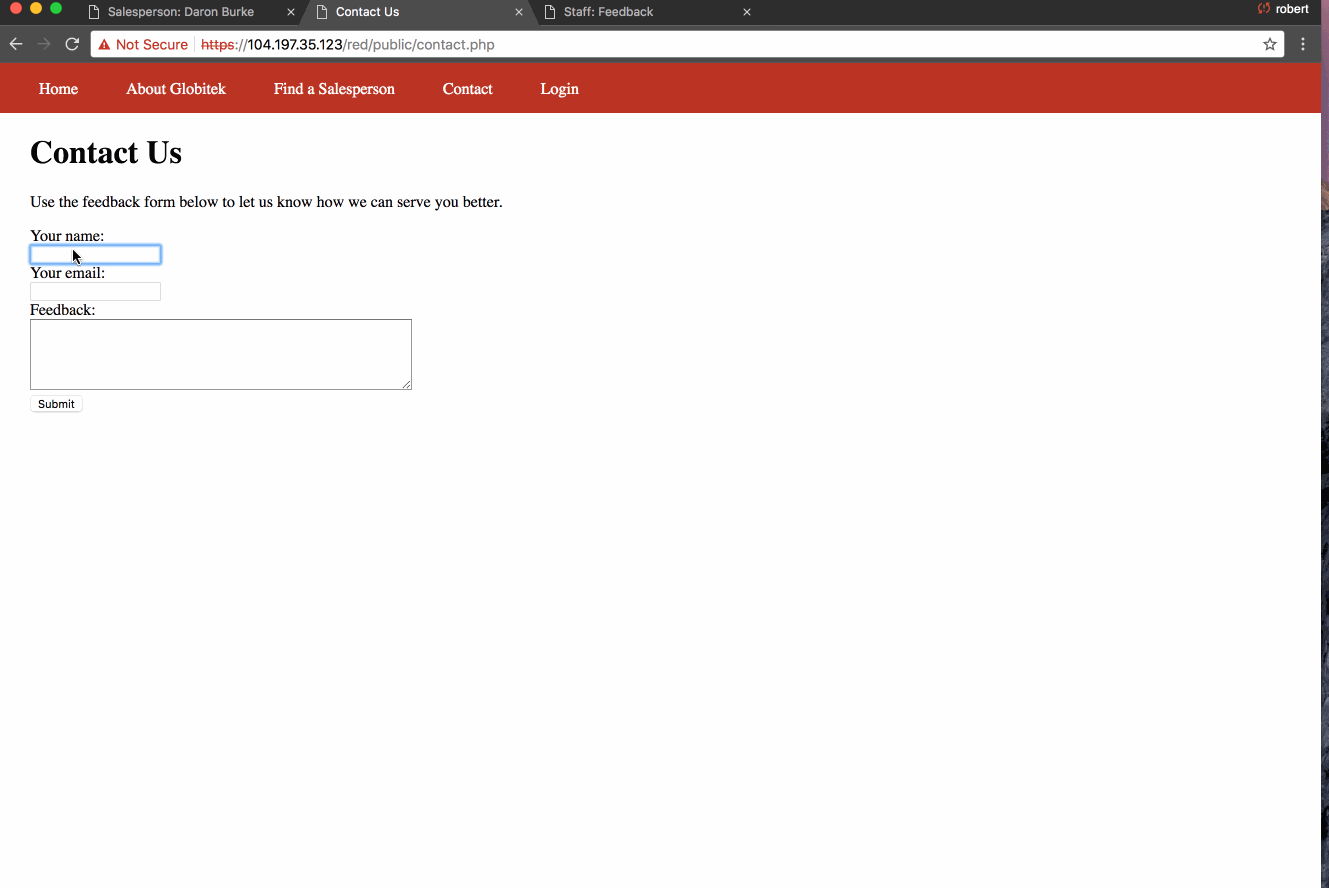 Salesperson: Daron Burke
Contact Us
Staff: Feedback
robert
Not Secure https://104.197.35.123/red/public/contact.php
Home About Globitek Find a Salesperson Contact Login
Contact Us
Use the feedback form below to let us know how we can serve you better.
Your name:
Your email:
Feedback:
Submit